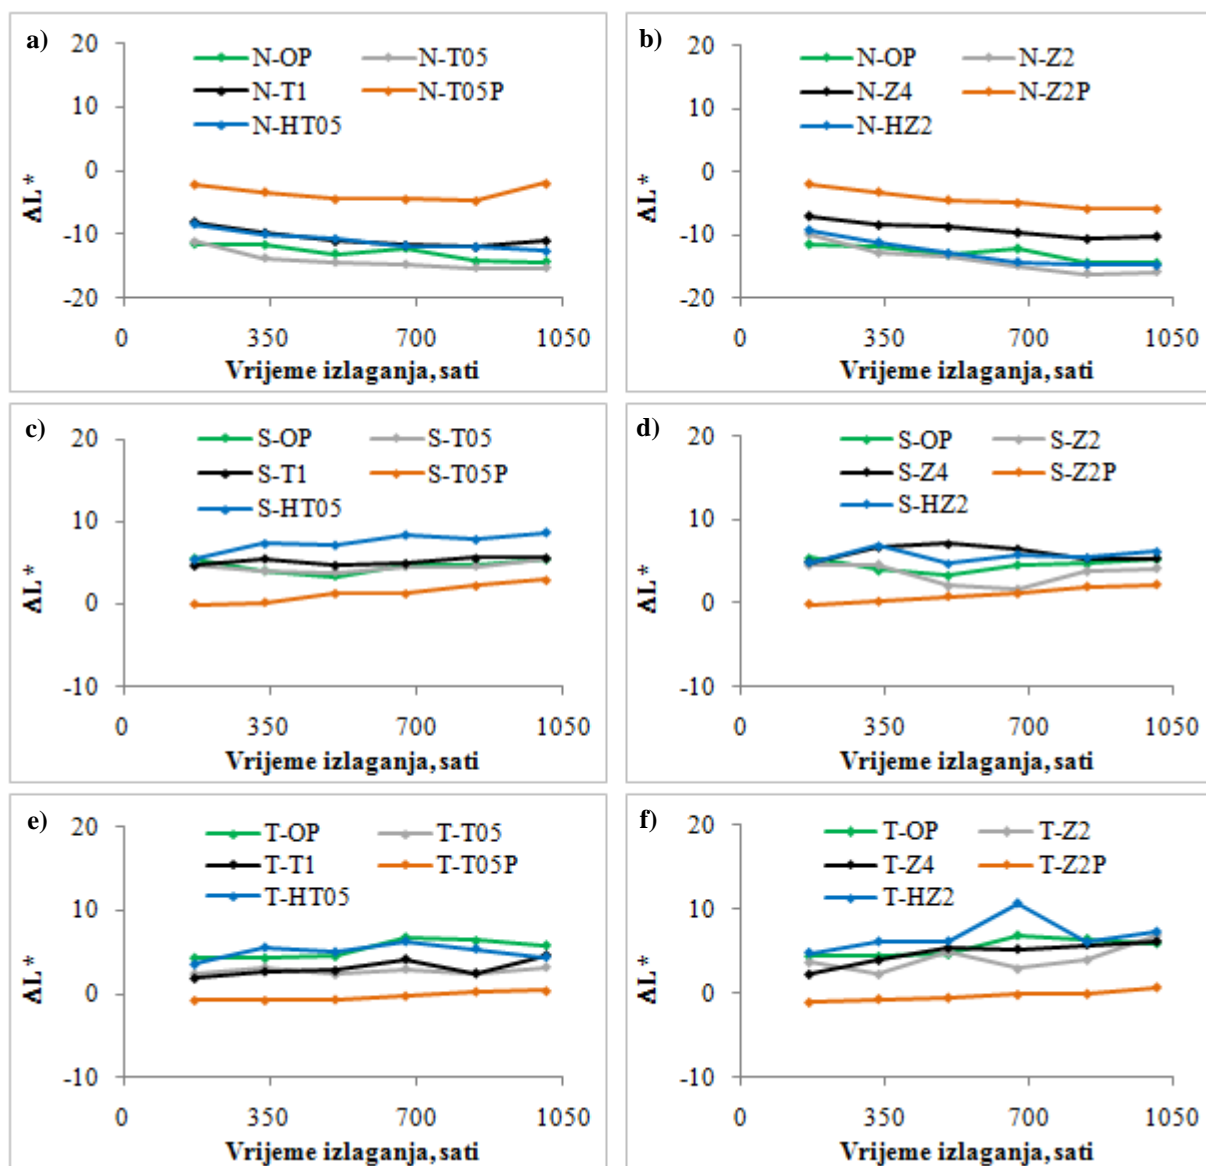 a)
N-OP N-T05
N-T1 N-T05P
N-HT05
20
10
0
-10
-20
ΔL*
0 350 700 1050
Vrijeme izlaganja, sati
b)
N-OP N-Z2
N-Z4 N-Z2P
N-HZ2
20
10
0
-10
-20
ΔL*
0 350 700 1050
Vrijeme izlaganja, sati
c)
S-OP S-T05
S-T1 S-T05P
S-HT05
20
10
0
-10
ΔL*
0 350 700 1050
Vrijeme izlaganja, sati
d)
S-OP S-Z2
S-Z4 S-Z2P
S-HZ2
20
10
0
-10
ΔL*
0 350 700 1050
Vrijeme izlaganja, sati
e)
T-OP T-T05
T-T1 T-T05P
T-HT05
20
10
0
-10
ΔL*
0 350 700 1050
Vrijeme izlaganja, sati
f)
T-OP T-Z2
T-Z4 T-Z2P
T-HZ2
20
10
0
-10
ΔL*
0 350 700 1050
Vrijeme izlaganja, sati